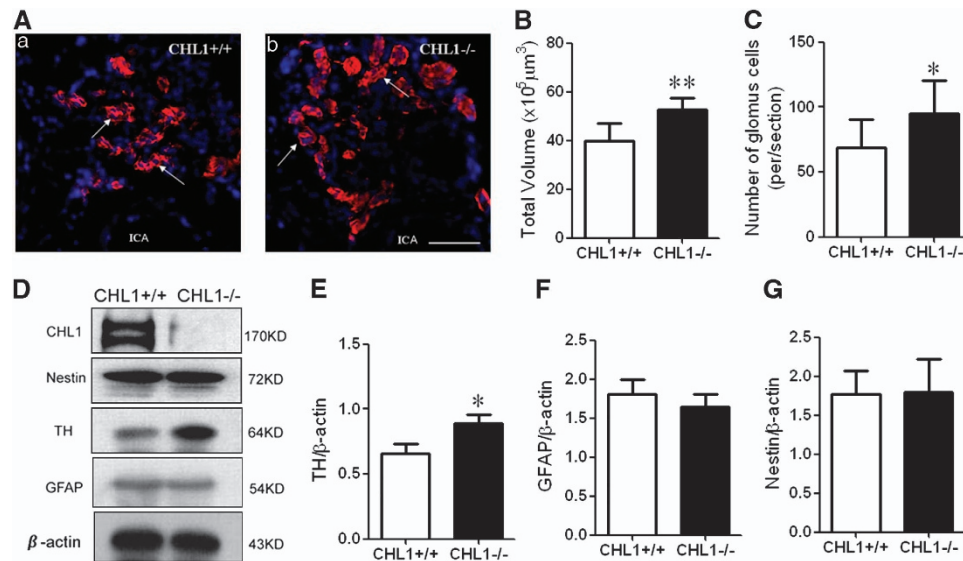 A
a
CHL1+/+
ICA
b
CHL1-/-
ICA
B
Total Volume (×10⁵μm³)
80
60
40
20
0
**
CHL1+/+ CHL1-/-
C
Number of glomus cells
(per/section)
150
100
50
0
*
CHL1+/+ CHL1-/-
D
CHL1+/+ CHL1-/-
CHL1 170KD
Nestin 72KD
TH 64KD
GFAP 54KD
β-actin 43KD
E
TH/β-actin
1.5
1.0
0.5
0.0
*
CHL1+/+ CHL1-/-
F
GFAP/β-actin
2.5
2.0
1.5
1.0
0.5
0.0
CHL1+/+ CHL1-/-
G
Nestin/β-actin
2.5
2.0
1.5
1.0
0.5
0.0
CHL1+/+ CHL1-/-